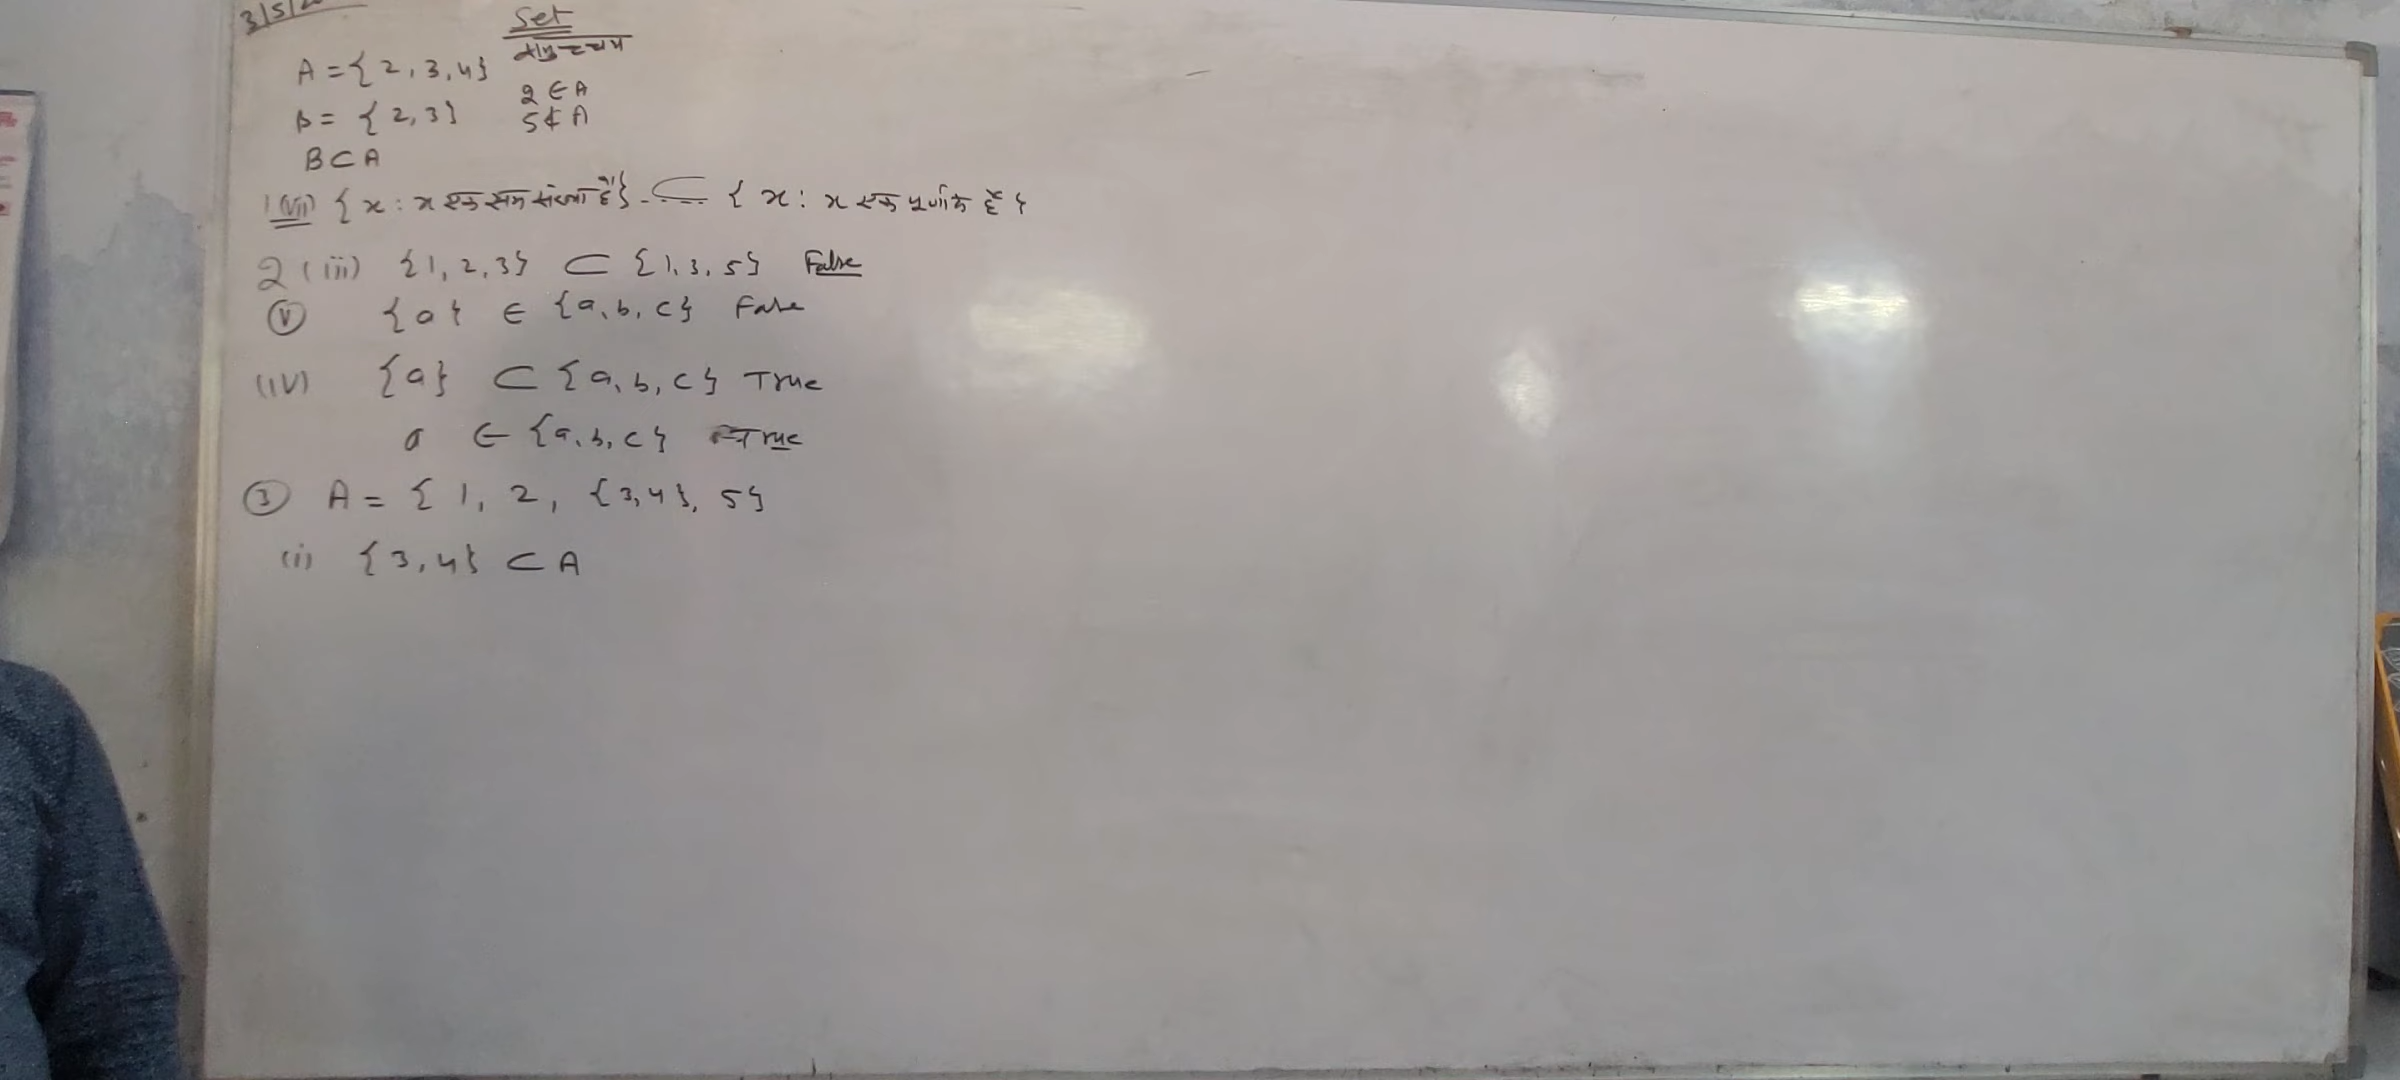 3/5/2
Set
समुच्चय
A = {2, 3, 4}
2 ∈ A
B = {2, 3}
5 ∉ A
B ⊂ A
1 (vii) {x : x एक सम संख्या है} ⊂ {x : x एक पूर्णांक है}
2 (iii) {1, 2, 3} ⊂ {1, 3, 5} False
(v) {a} ∈ {a, b, c} False
(iv) {a} ⊂ {a, b, c} True
a ∈ {a, b, c} True
(3) A = {1, 2, {3, 4}, 5}
(i) {3, 4} ⊂ A